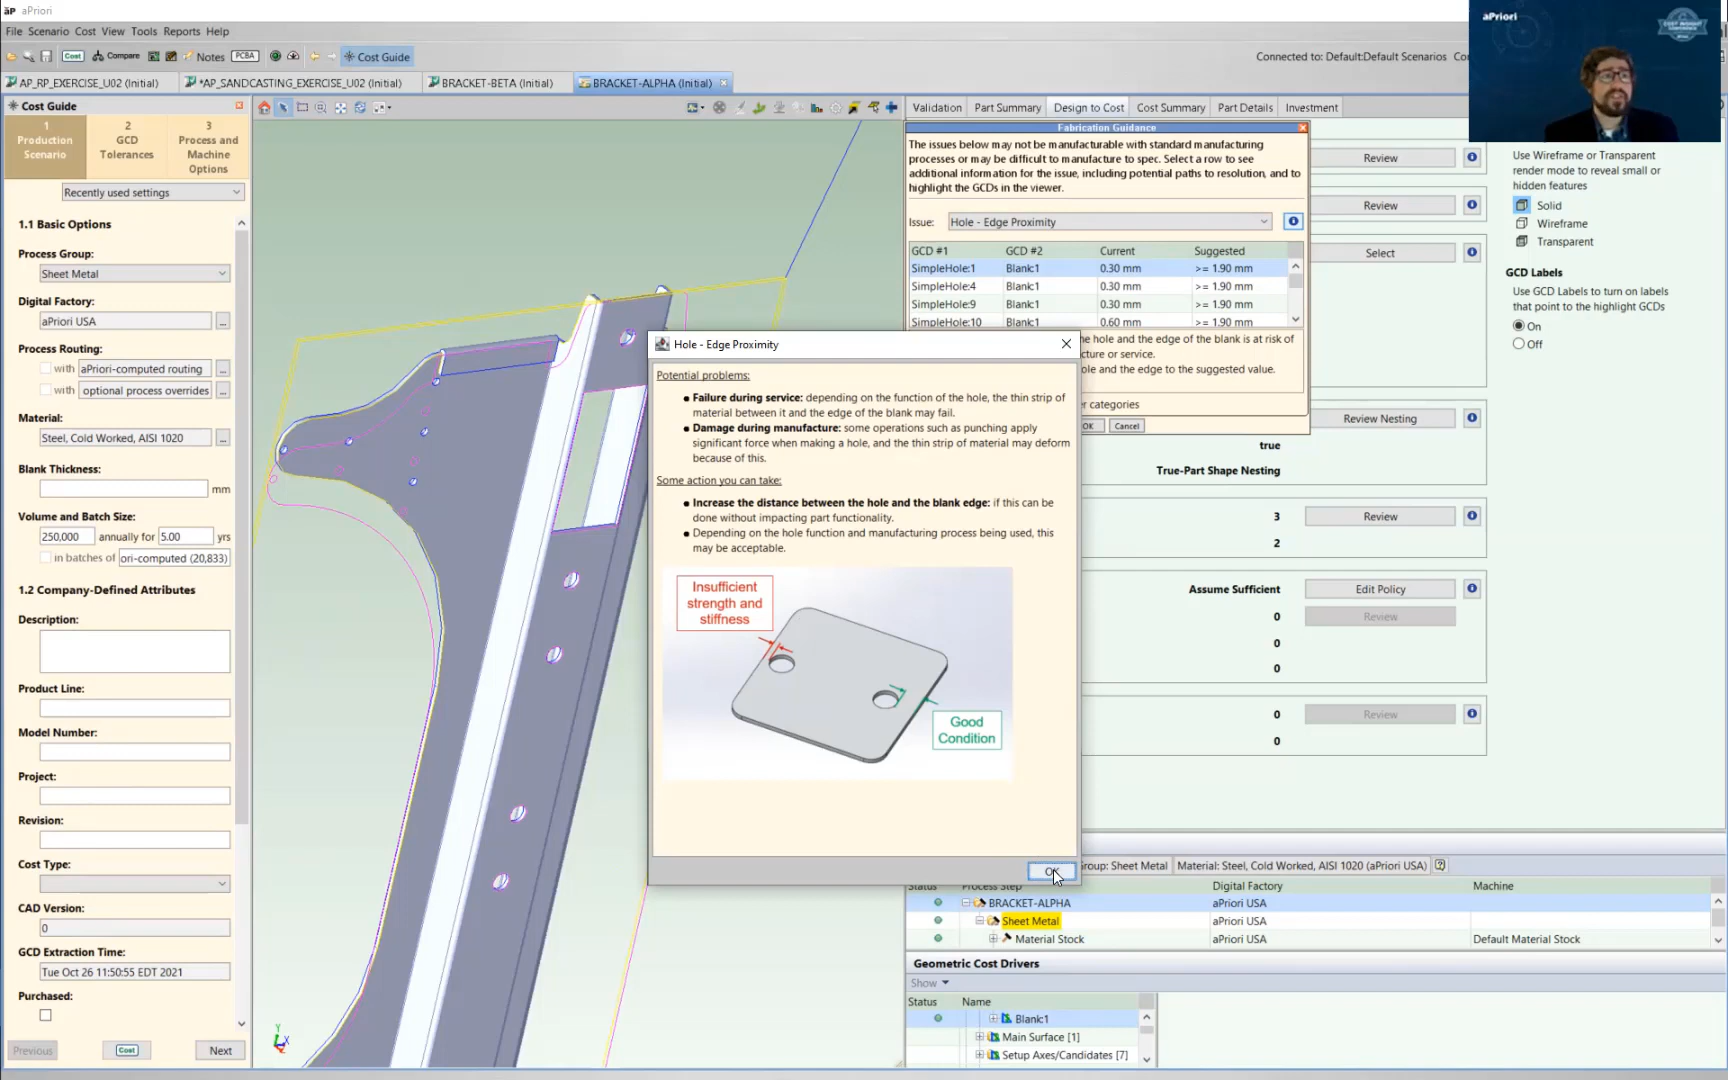 aP aPriori
File Scenario Cost View Tools Reports Help
Cost Compare Notes PCBA Cost Guide
Connected to: Default:Default Scenarios
AP_RP_EXERCISE_U02 (Initial)
*AP_SANDCASTING_EXERCISE_U02 (Initial)
BRACKET-BETA (Initial)
BRACKET-ALPHA (Initial)
aPriori
Cost Guide
1
Production
Scenario
2
GCD
Tolerances
3
Process and
Machine
Options
Recently used settings
1.1 Basic Options
Process Group:
Sheet Metal
Digital Factory:
aPriori USA ...
Process Routing:
with aPriori-computed routing ...
with optional process overrides ...
Material:
Steel, Cold Worked, AISI 1020 ...
Blank Thickness:
mm
Volume and Batch Size:
250,000 annually for 5.00 yrs
in batches of ori-computed (20,833)
1.2 Company-Defined Attributes
Description:
Product Line:
Model Number:
Project:
Revision:
Cost Type:
CAD Version:
0
GCD Extraction Time:
Tue Oct 26 11:50:55 EDT 2021
Purchased:
Previous Cost Next
Y
X
Validation Part Summary Design to Cost Cost Summary Part Details Investment
Fabrication Guidance
The issues below may not be manufacturable with standard manufacturing
processes or may be difficult to manufacture to spec. Select a row to see
additional information for the issue, including potential paths to resolution, and to
highlight the GCDs in the viewer.
Issue: Hole - Edge Proximity
GCD #1 GCD #2 Current Suggested
SimpleHole:1 Blank:1 0.30 mm >= 1.90 mm
SimpleHole:4 Blank:1 0.30 mm >= 1.90 mm
SimpleHole:9 Blank:1 0.30 mm >= 1.90 mm
SimpleHole:10 Blank:1 0.60 mm >= 1.90 mm
he hole and the edge of the blank is at risk of
cture or service.
ole and the edge to the suggested value.
er categories
OK Cancel
Hole - Edge Proximity
Potential problems:
● Failure during service: depending on the function of the hole, the thin strip of
material between it and the edge of the blank may fail.
● Damage during manufacture: some operations such as punching apply
significant force when making a hole, and the thin strip of material may deform
because of this.
Some action you can take:
● Increase the distance between the hole and the blank edge: if this can be
done without impacting part functionality.
● Depending on the hole function and manufacturing process being used, this
may be acceptable.
Insufficient
strength and
stiffness
Good
Condition
Review
Review
Select
Review Nesting
true
True-Part Shape Nesting
3 Review
2
Assume Sufficient Edit Policy
0 Review
0
0
0 Review
0
Use Wireframe or Transparent
render mode to reveal small or
hidden features
Solid
Wireframe
Transparent
GCD Labels
Use GCD Labels to turn on labels
that point to the highlight GCDs
On
Off
Group: Sheet Metal Material: Steel, Cold Worked, AISI 1020 (aPriori USA)
Status Process Step Digital Factory Machine
BRACKET-ALPHA aPriori USA
Sheet Metal aPriori USA
Material Stock aPriori USA Default Material Stock
Geometric Cost Drivers
Show
Status Name
Blank:1
Main Surface [1]
Setup Axes/Candidates [7]